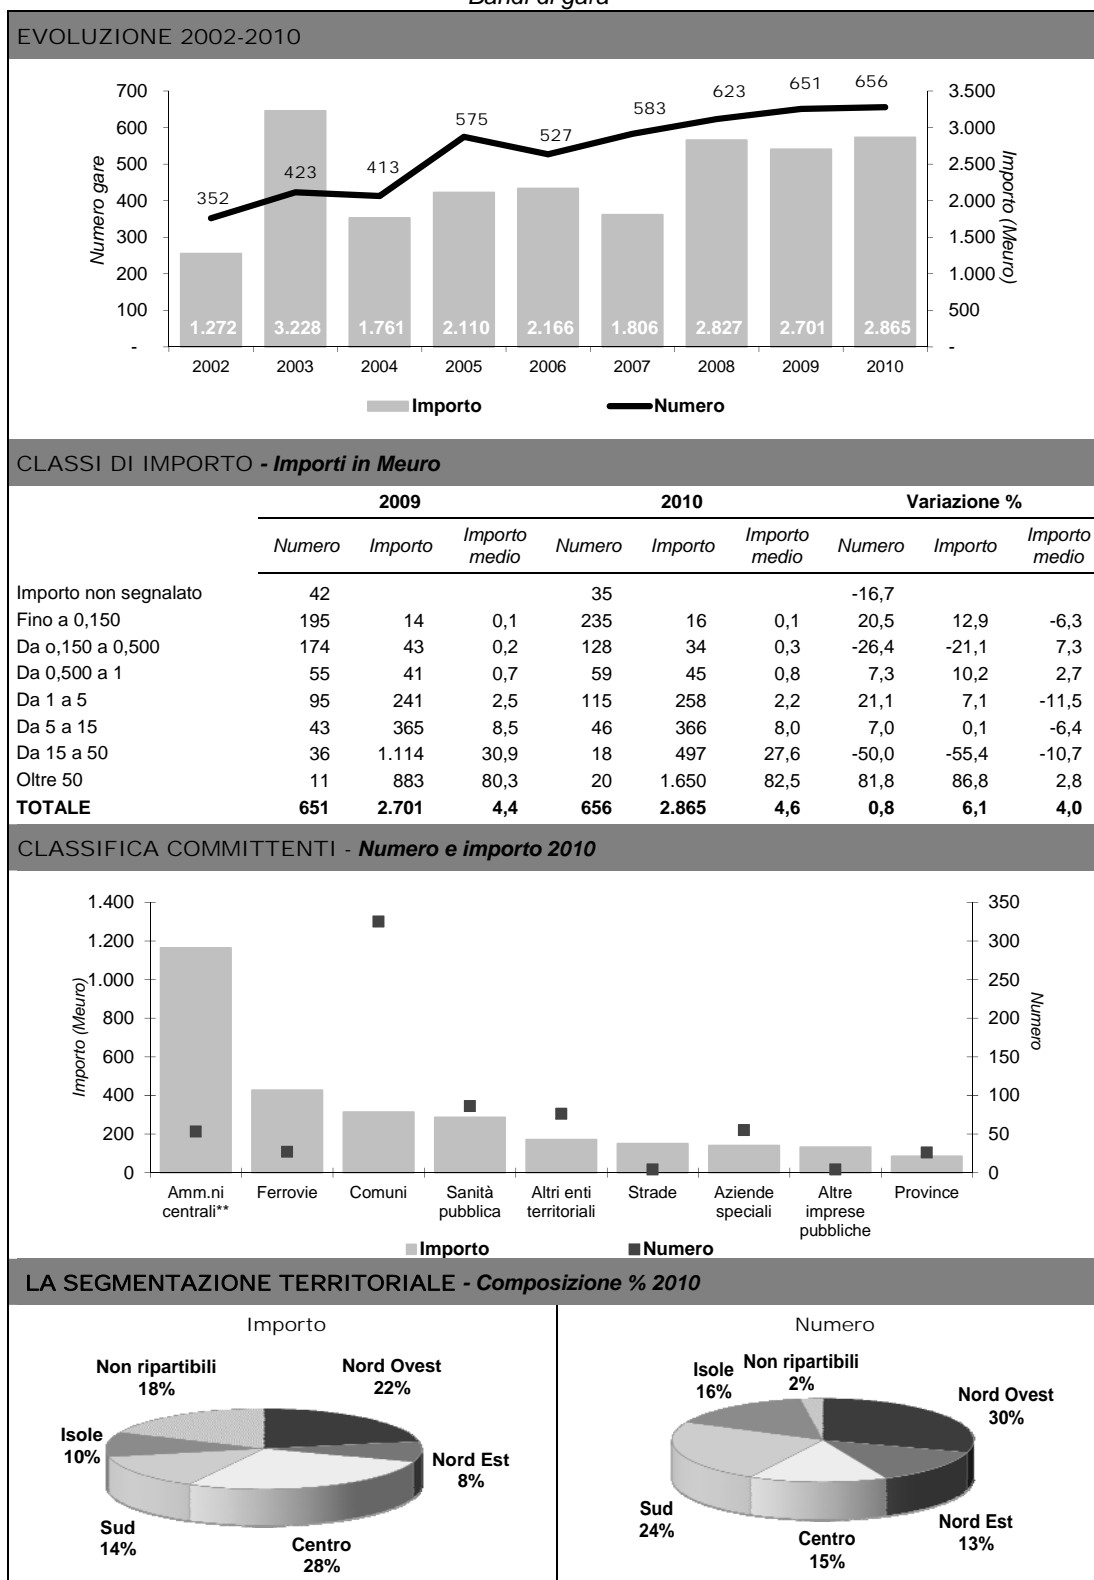 Bandi di gara
EVOLUZIONE 2002-2010
700
600
500
400
300
200
100
-
Numero gare
3.500
3.000
2.500
2.000
1.500
1.000
500
-
Importo (Meuro)
352
423
413
575
527
583
623
651
656
1.272
3.228
1.761
2.110
2.166
1.806
2.827
2.701
2.865
2002 2003 2004 2005 2006 2007 2008 2009 2010
Importo Numero
CLASSI DI IMPORTO - Importi in Meuro
2009 2010 Variazione %
Numero Importo Importo medio Numero Importo Importo medio Numero Importo Importo medio
Importo non segnalato 42 35 -16,7
Fino a 0,150 195 14 0,1 235 16 0,1 20,5 12,9 -6,3
Da o,150 a 0,500 174 43 0,2 128 34 0,3 -26,4 -21,1 7,3
Da 0,500 a 1 55 41 0,7 59 45 0,8 7,3 10,2 2,7
Da 1 a 5 95 241 2,5 115 258 2,2 21,1 7,1 -11,5
Da 5 a 15 43 365 8,5 46 366 8,0 7,0 0,1 -6,4
Da 15 a 50 36 1.114 30,9 18 497 27,6 -50,0 -55,4 -10,7
Oltre 50 11 883 80,3 20 1.650 82,5 81,8 86,8 2,8
TOTALE 651 2.701 4,4 656 2.865 4,6 0,8 6,1 4,0
CLASSIFICA COMMITTENTI - Numero e importo 2010
1.400
1.200
1.000
800
600
400
200
0
Importo (Meuro)
350
300
250
200
150
100
50
0
Numero
Amm.ni centrali**
Ferrovie
Comuni
Sanità pubblica
Altri enti territoriali
Strade
Aziende speciali
Altre imprese pubbliche
Province
Importo Numero
LA SEGMENTAZIONE TERRITORIALE - Composizione % 2010
Importo
Non ripartibili
18%
Nord Ovest
22%
Isole
10%
Nord Est
8%
Sud
14%
Centro
28%
Numero
Isole
16%
Non ripartibili
2%
Nord Ovest
30%
Sud
24%
Centro
15%
Nord Est
13%